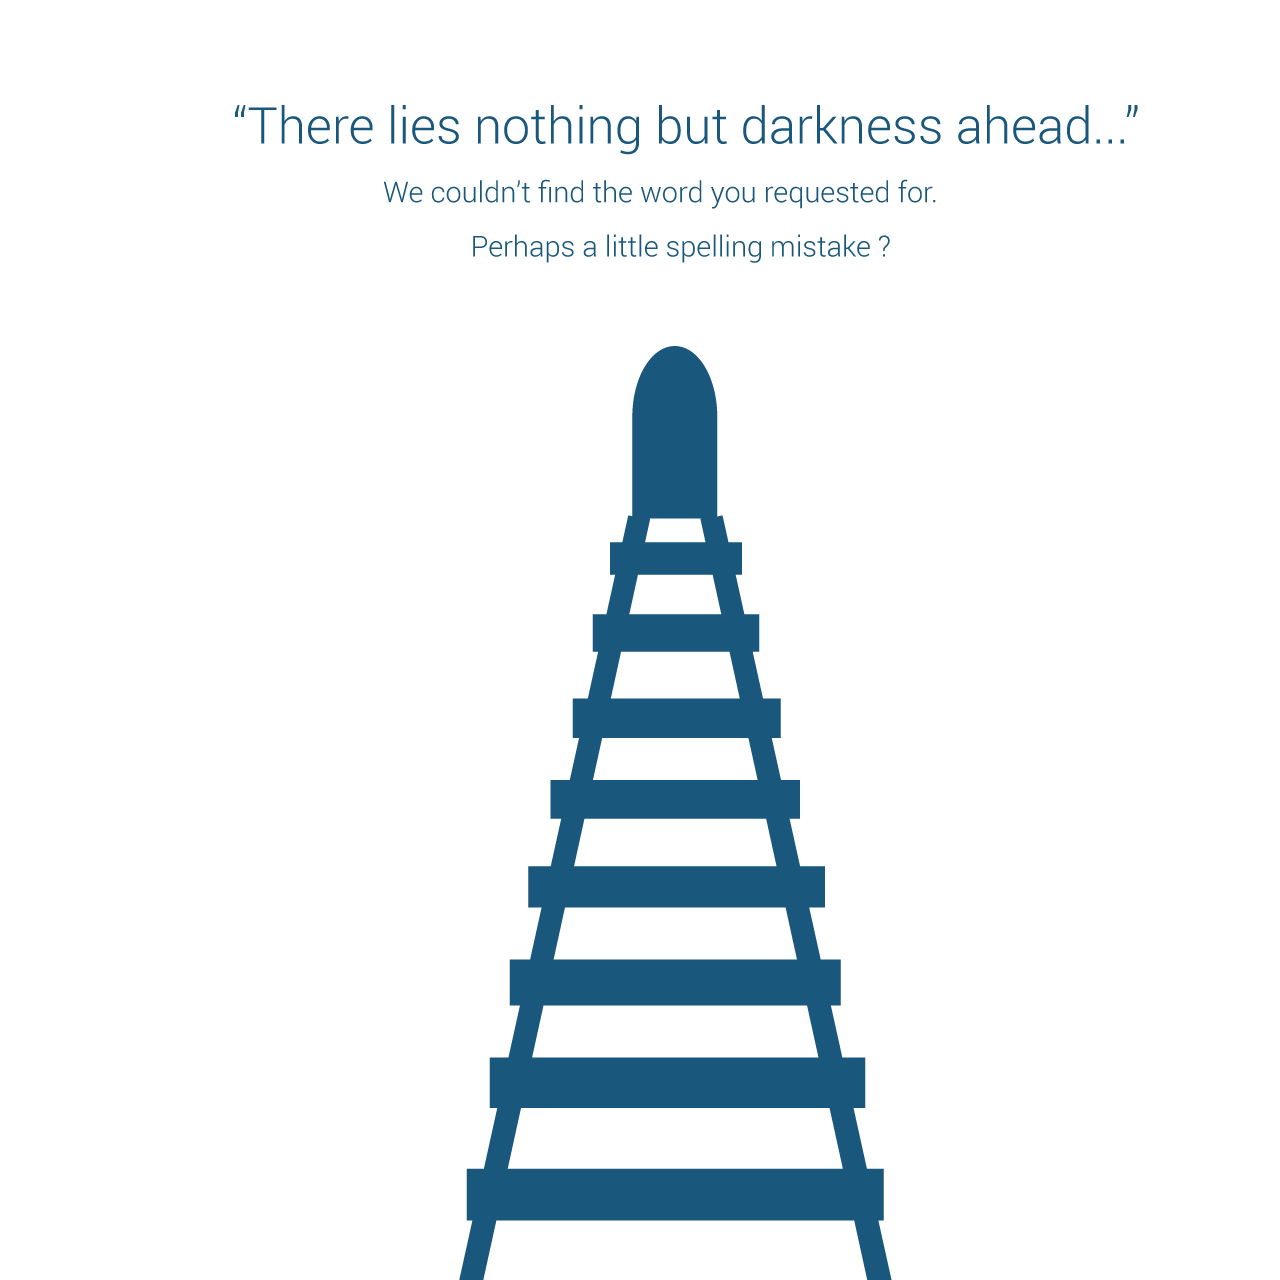 “There lies nothing but darkness ahead...”
We couldn’t find the word you requested for.
Perhaps a little spelling mistake ?